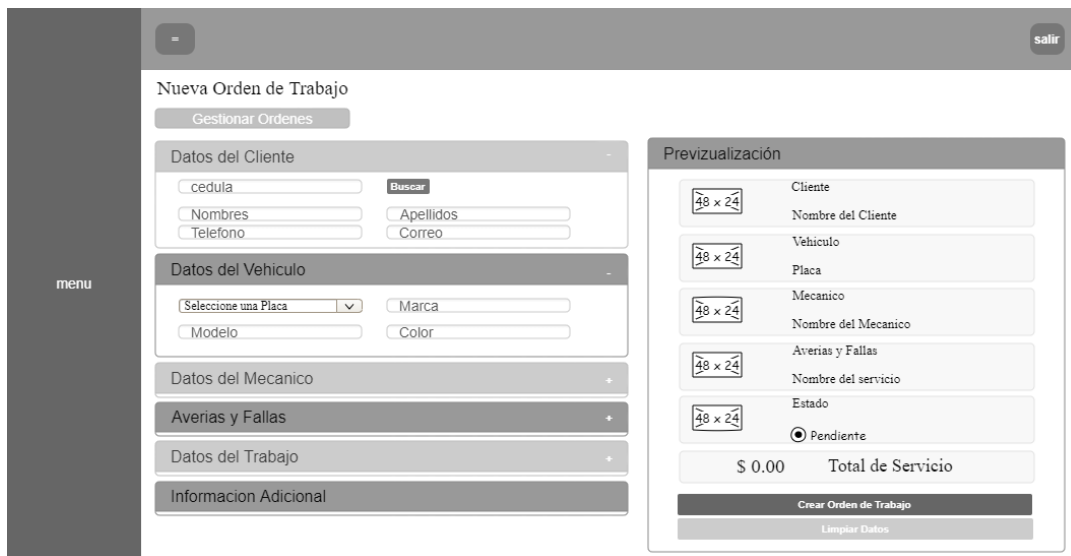 =
salir
menu
Nueva Orden de Trabajo
Gestionar Ordenes
Datos del Cliente -
cedula Buscar
Nombres Apellidos
Telefono Correo
Datos del Vehiculo -
Seleccione una Placa Marca
Modelo Color
Datos del Mecanico +
Averias y Fallas +
Datos del Trabajo +
Informacion Adicional
Previzualización
48 x 24 Cliente
Nombre del Cliente
48 x 24 Vehiculo
Placa
48 x 24 Mecanico
Nombre del Mecanico
48 x 24 Averias y Fallas
Nombre del servicio
48 x 24 Estado
Pendiente
$ 0.00 Total de Servicio
Crear Orden de Trabajo
Limpiar Datos